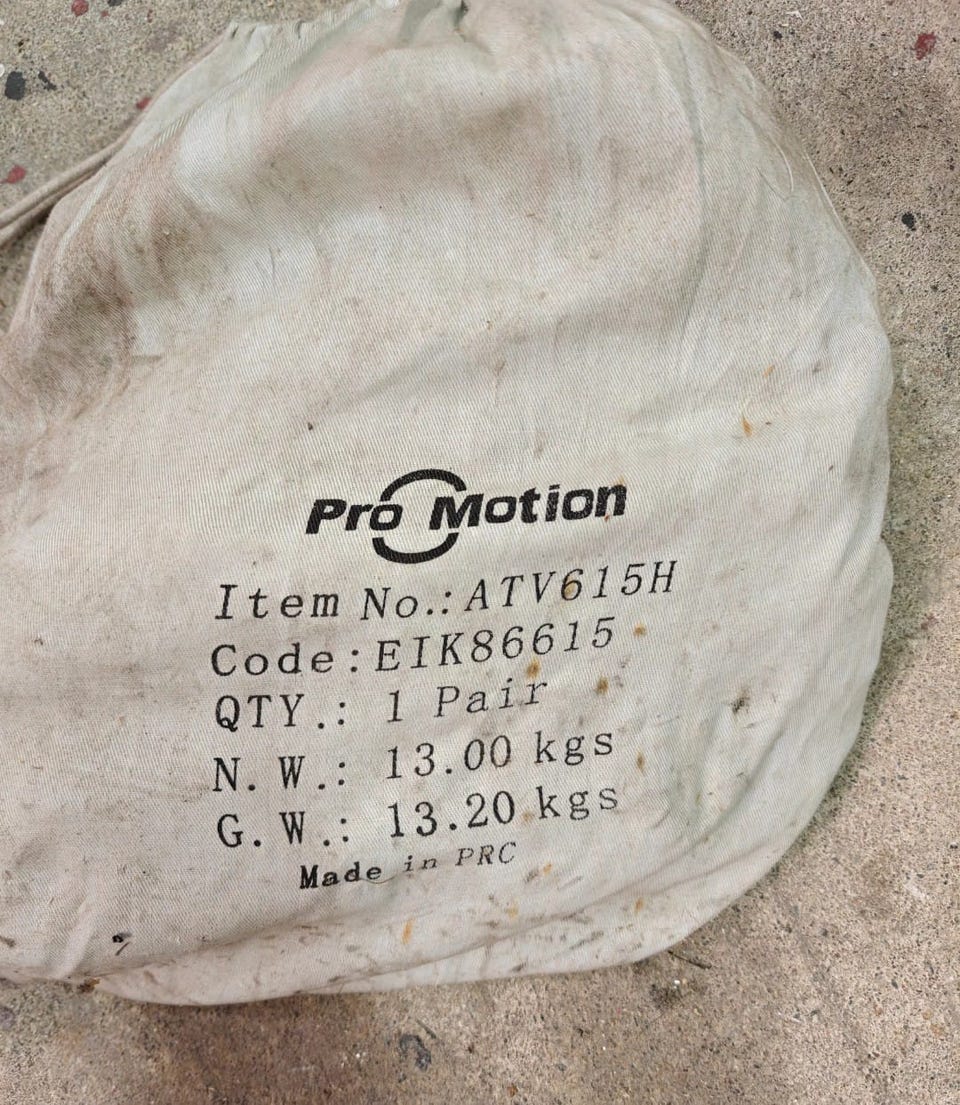 Pro Motion
Item No.: ATV615H
Code: EIK86615
QTY.: 1 Pair
N. W.: 13.00 kgs
G. W.: 13.20 kgs
Made in PRC